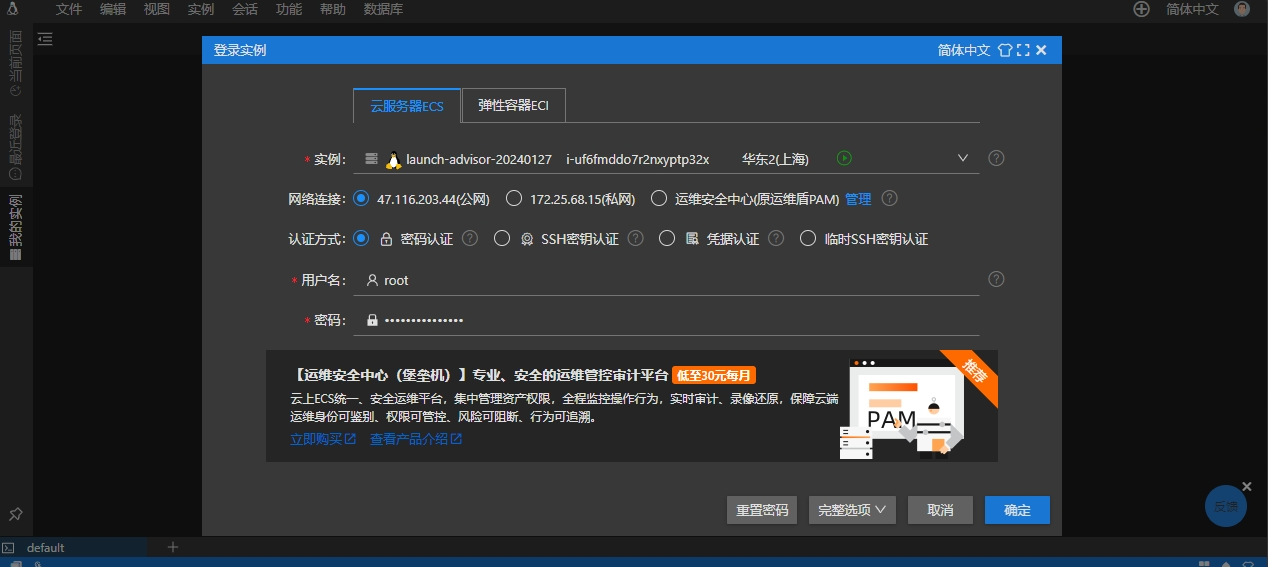 文件 编辑 视图 实例 会话 功能 帮助 数据库 简体中文
当前页面
最近登录
我的实例
登录实例 简体中文
云服务器ECS 弹性容器ECI
* 实例: launch-advisor-20240127 i-uf6fmddo7r2nxyptp32x 华东2(上海)
网络连接: 47.116.203.44(公网) 172.25.68.15(私网) 运维安全中心(原运维盾PAM) 管理
认证方式: 密码认证 SSH密钥认证 凭据认证 临时SSH密钥认证
* 用户名: root
* 密码: •••••••••••••••
【运维安全中心（堡垒机）】专业、安全的运维管控审计平台 低至30元每月
云上ECS统一、安全运维平台，集中管理资产权限，全程监控操作行为，实时审计、录像还原，保障云端
运维身份可鉴别、权限可管控、风险可阻断、行为可追溯。
立即购买 查看产品介绍
推荐
PAM
重置密码 完整选项 取消 确定
反馈
default